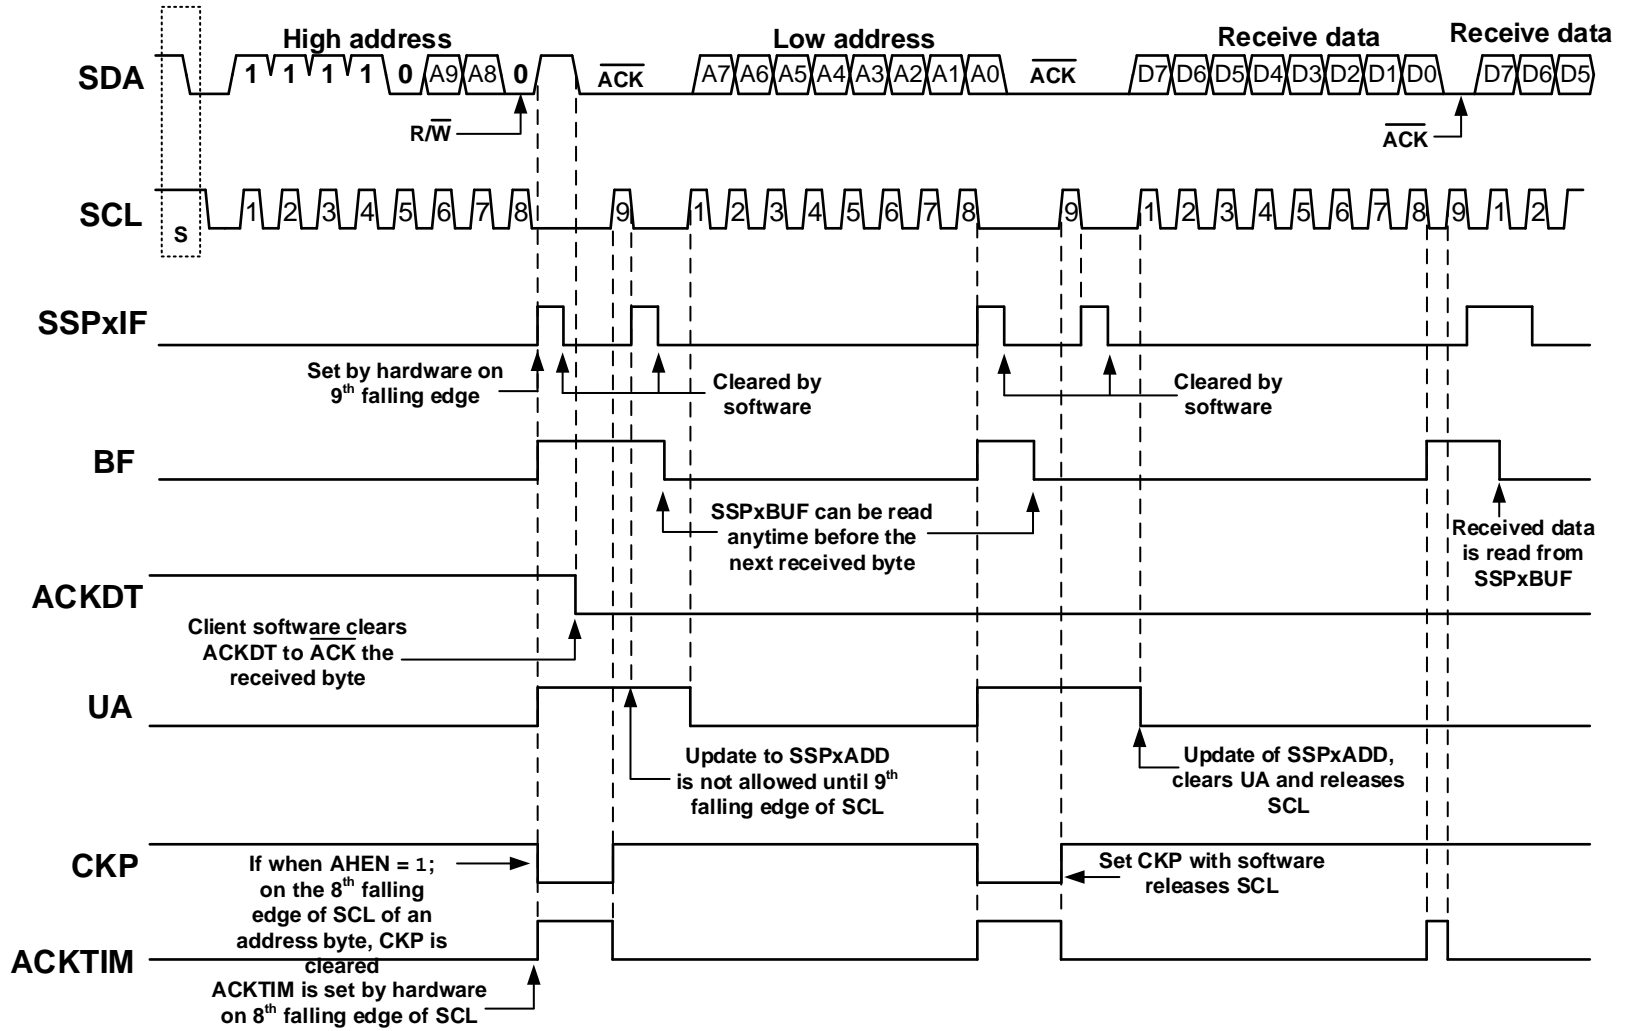 High address
Low address
Receive data
Receive data
SDA
1 1 1 1 0 A9 A8 0
ACK
A7 A6 A5 A4 A3 A2 A1 A0
ACK
D7 D6 D5 D4 D3 D2 D1 D0
D7 D6 D5
R/W
ACK
SCL
S
1 2 3 4 5 6 7 8 9 1 2 3 4 5 6 7 8 9 1 2 3 4 5 6 7 8 9 1 2
SSPxIF
Set by hardware on
9th falling edge
Cleared by
software
Cleared by
software
BF
SSPxBUF can be read
anytime before the
next received byte
Received data
is read from
SSPxBUF
ACKDT
Client software clears
ACKDT to ACK the
received byte
UA
Update to SSPxADD
is not allowed until 9th
falling edge of SCL
Update of SSPxADD,
clears UA and releases
SCL
CKP
If when AHEN = 1;
on the 8th falling
edge of SCL of an
address byte, CKP is
cleared
Set CKP with software
releases SCL
ACKTIM
ACKTIM is set by hardware
on 8th falling edge of SCL